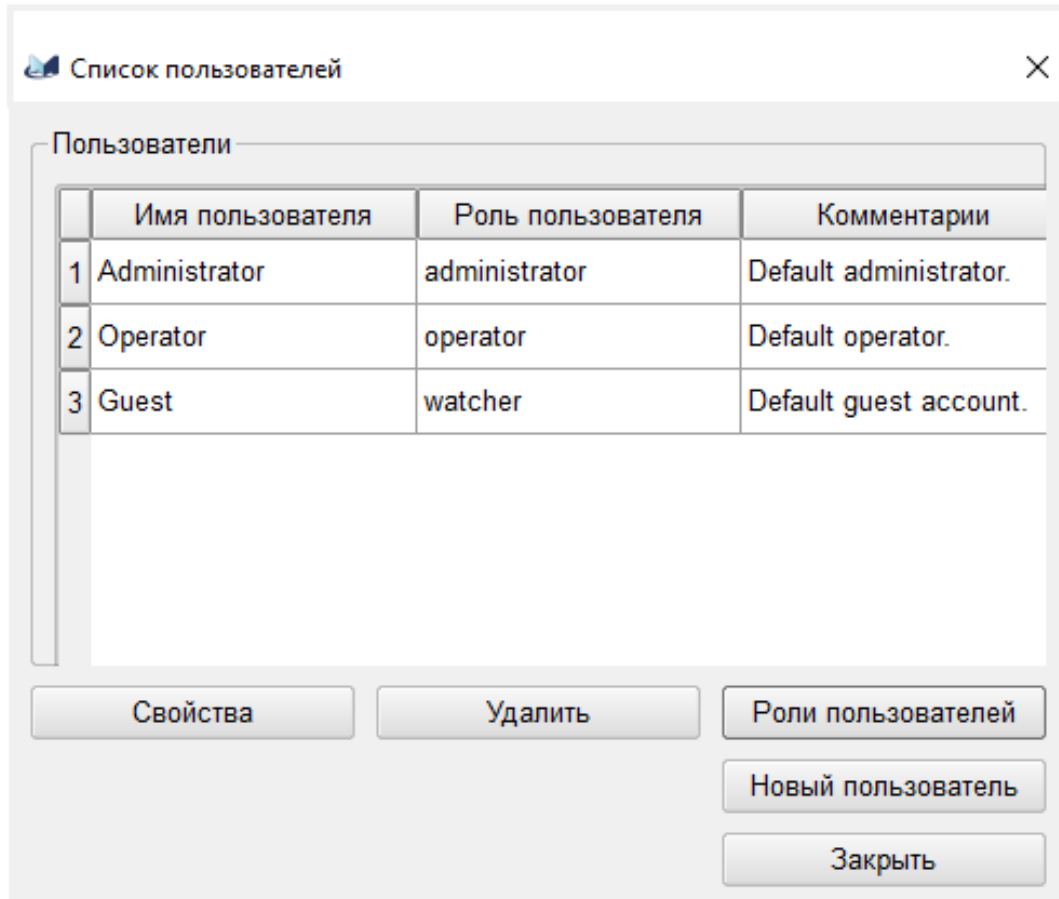 Список пользователей
Пользователи
Имя пользователя Роль пользователя Комментарии
1 Administrator administrator Default administrator.
2 Operator operator Default operator.
3 Guest watcher Default guest account.
Свойства Удалить Роли пользователей
Новый пользователь
Закрыть